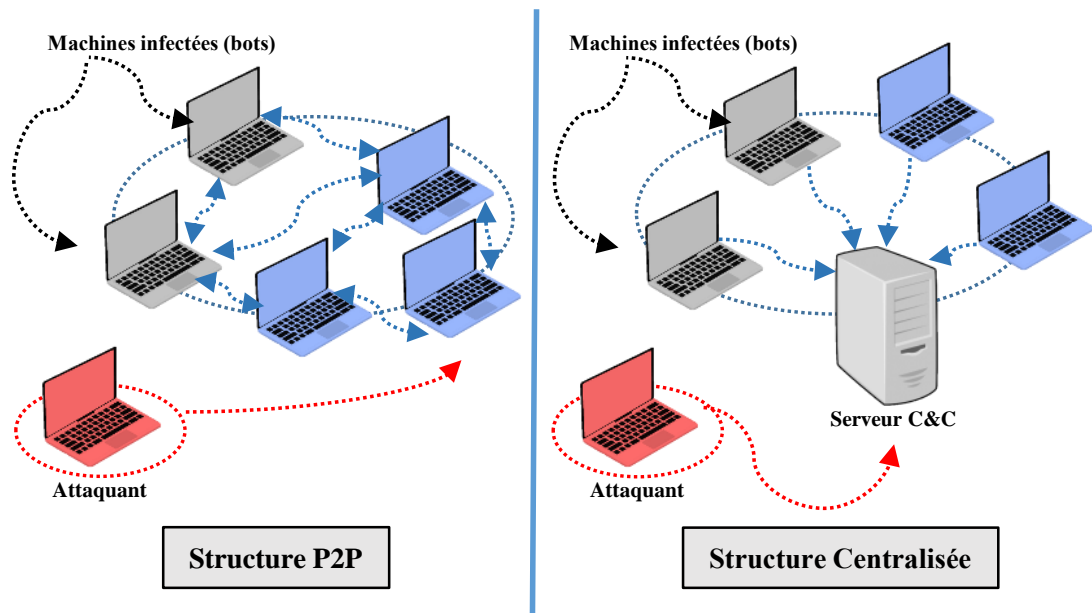 Machines infectées (bots)
Attaquant
Structure P2P
Machines infectées (bots)
Serveur C&C
Attaquant
Structure Centralisée